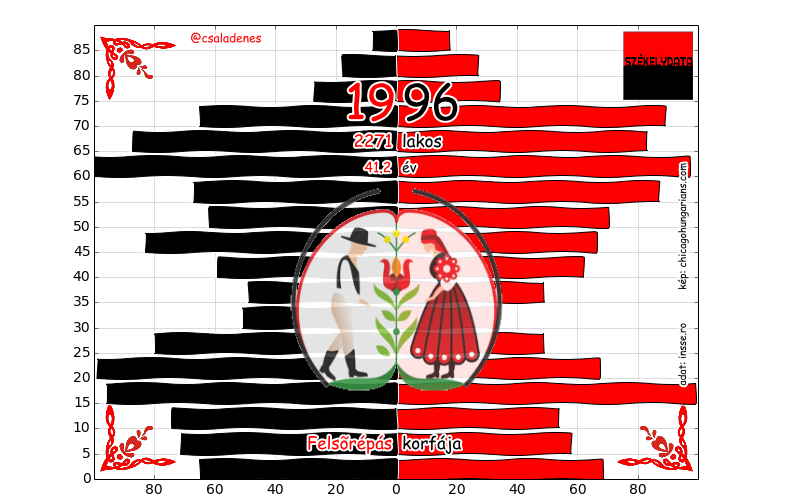 @csaladenes
SZÉKELYDATA
1996
2271 lakos
41.2 év
kép: chicagohungarians.com
adat: insse.ro
Felsőrépás korfája
85
80
75
70
65
60
55
50
45
40
35
30
25
20
15
10
5
0
80 60 40 20 0 20 40 60 80